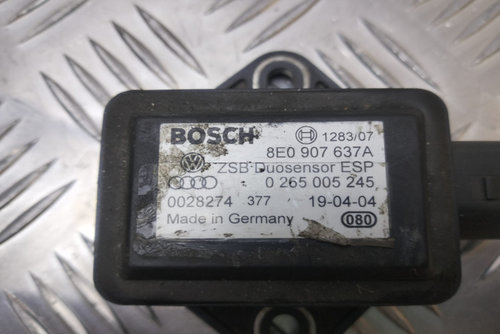 BOSCH 1283/07
8E0 907 637A
ZSB Duosensor ESP
0 265 005 245
0028274 377 19-04-04
Made in Germany 080